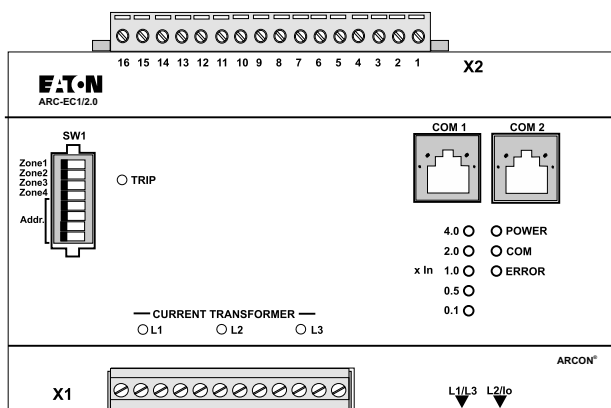 16 15 14 13 12 11 10 9 8 7 6 5 4 3 2 1
X2
EATON
ARC-EC1/2.0
SW1
Zone1
Zone2
Zone3
Zone4
Addr.
TRIP
COM 1 COM 2
4.0 POWER
2.0 COM
x In 1.0 ERROR
0.5
0.1
CURRENT TRANSFORMER
L1 L2 L3
ARCON®
X1
L1/L3 L2/Io